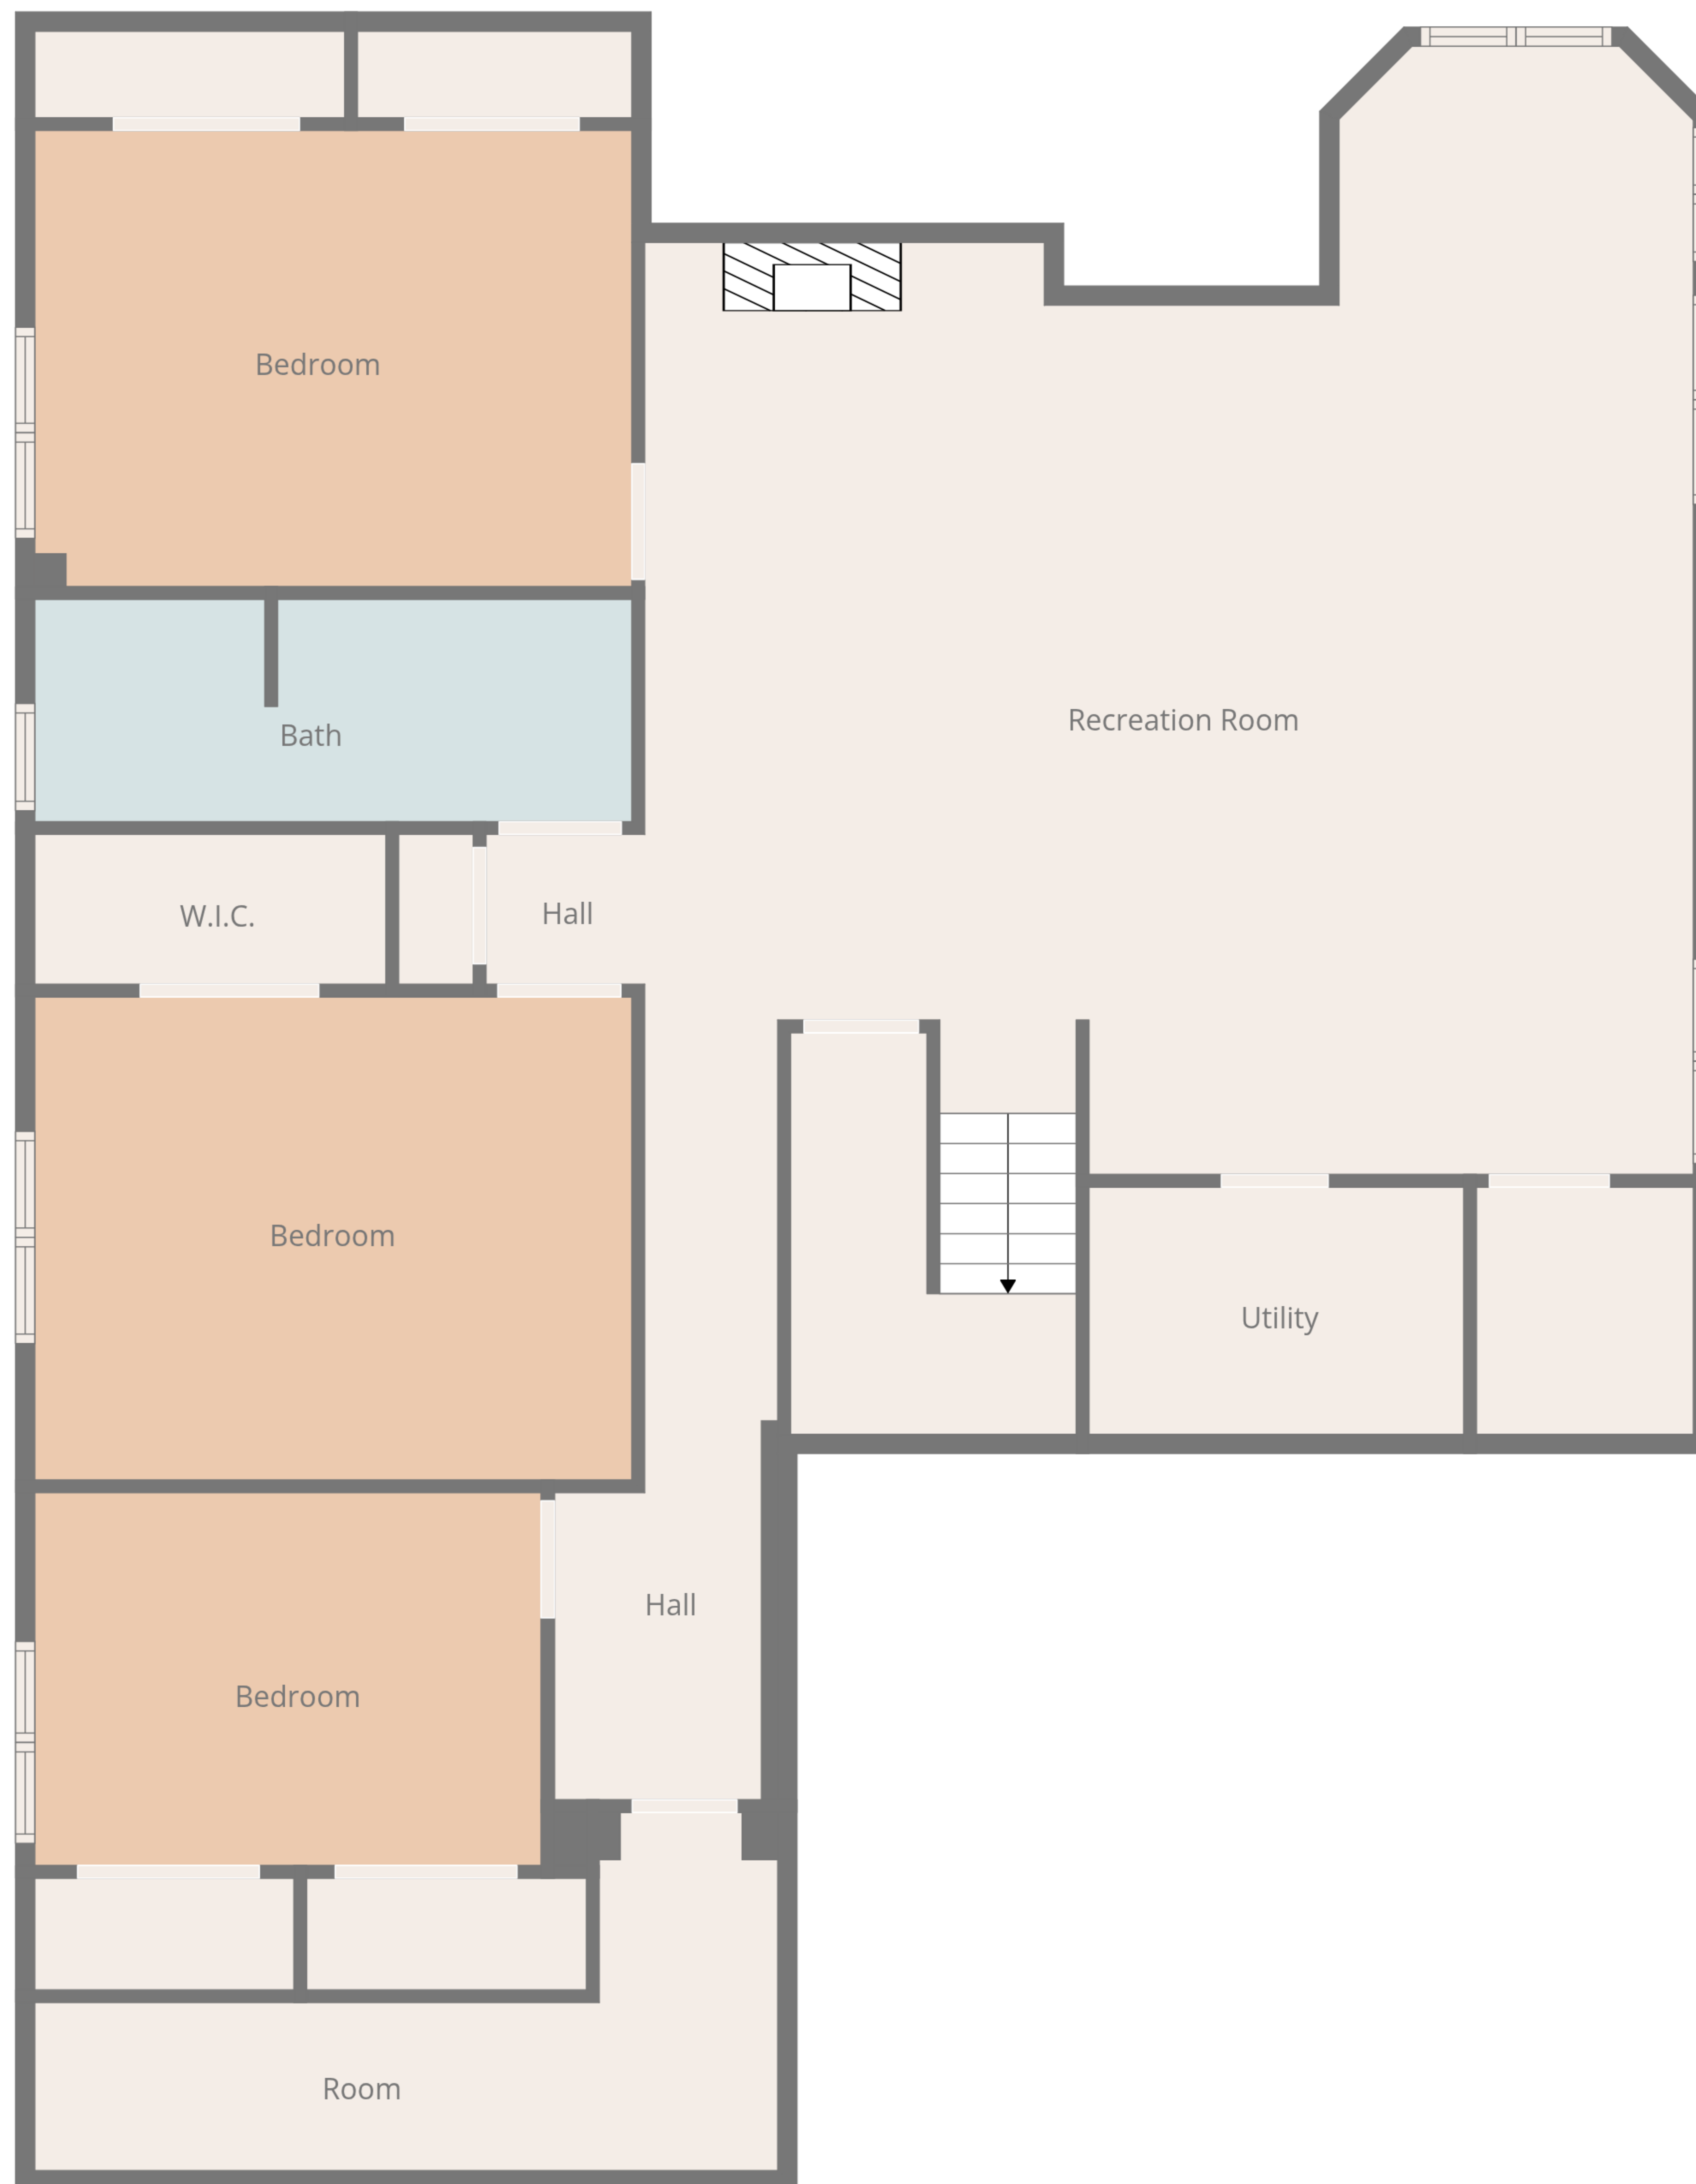 Bedroom
Recreation Room
Bath
W.I.C.
Hall
Bedroom
Utility
Hall
Bedroom
Room